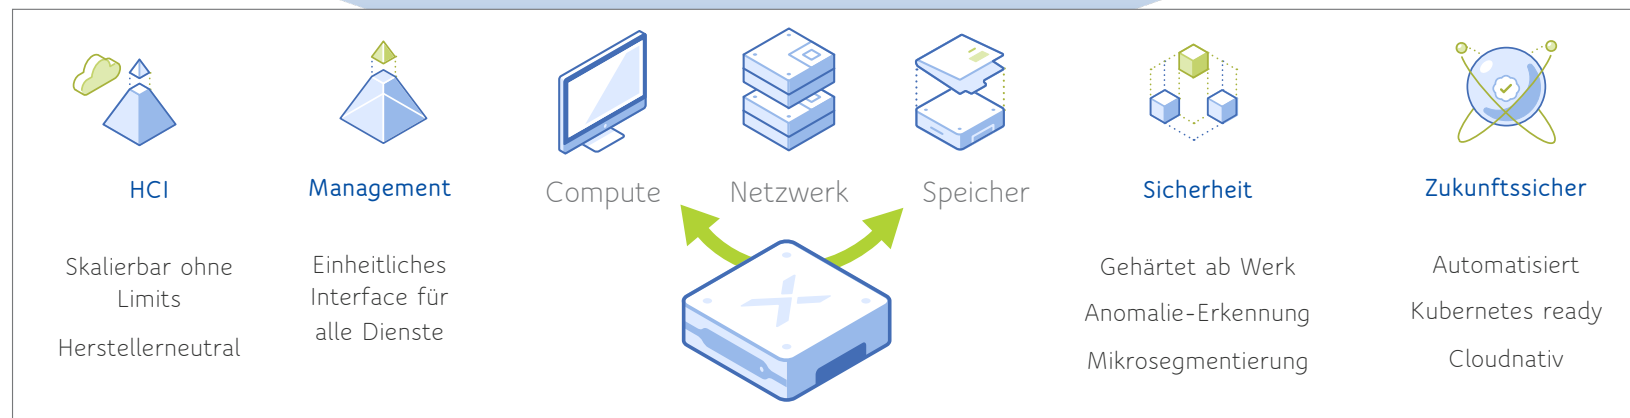 HCI
Skalierbar ohne
Limits
Herstellerneutral
Management
Einheitliches
Interface für
alle Dienste
Compute
Netzwerk
Speicher
Sicherheit
Gehärtet ab Werk
Anomalie-Erkennung
Mikrosegmentierung
Zukunftssicher
Automatisiert
Kubernetes ready
Cloudnativ